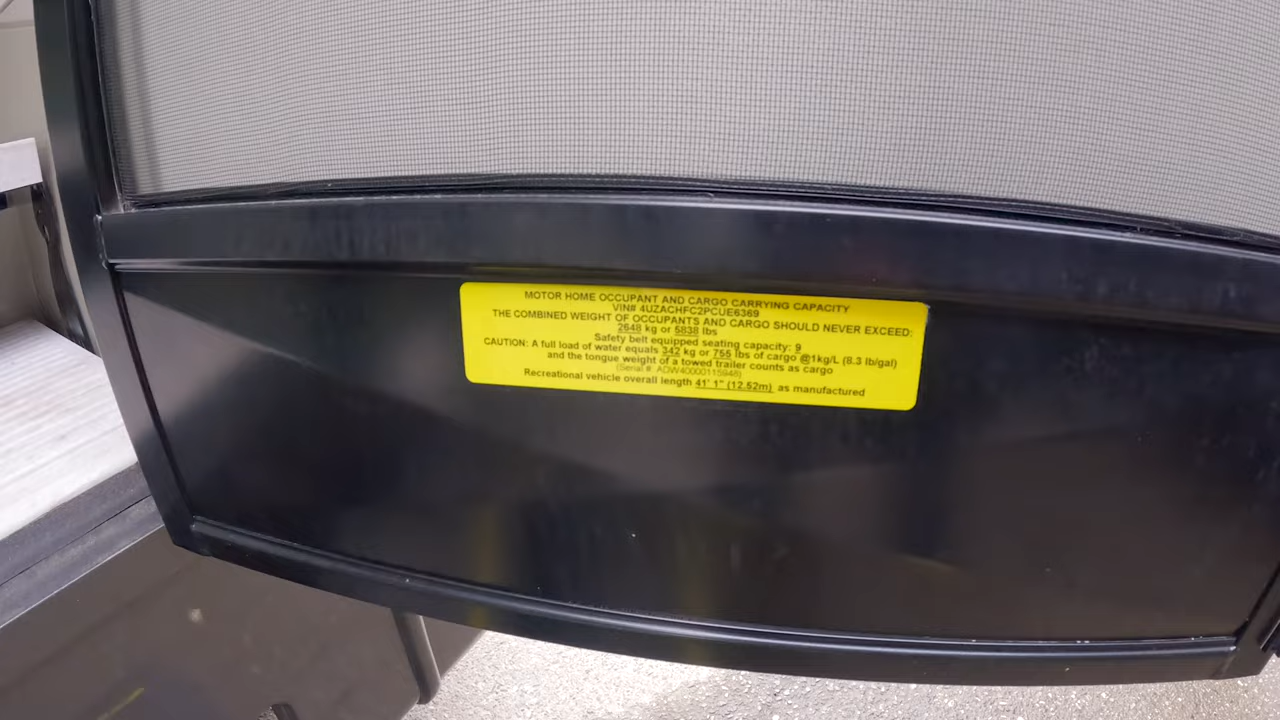 MOTOR HOME OCCUPANT AND CARGO CARRYING CAPACITY
VIN# 4UZACHFC2PCUE6369
THE COMBINED WEIGHT OF OCCUPANTS AND CARGO SHOULD NEVER EXCEED:
2648 kg or 5838 lbs
Safety belt equipped seating capacity: 9
CAUTION: A full load of water equals 342 kg or 755 lbs of cargo @1kg/L (8.3 lb/gal)
and the tongue weight of a towed trailer counts as cargo
(Serial #: ADW40000115948)
Recreational vehicle overall length 41' 1" (12.52m) as manufactured